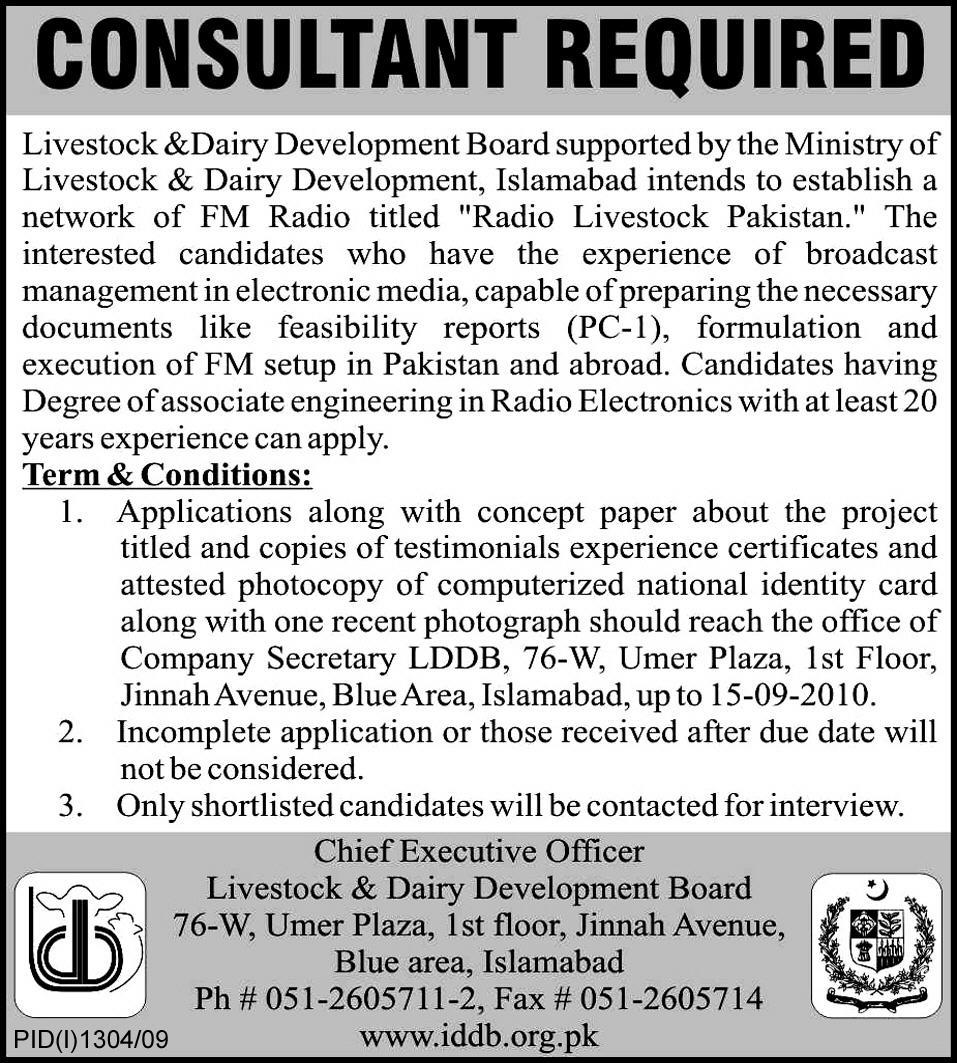 CONSULTANT REQUIRED
Livestock &Dairy Development Board supported by the Ministry of
Livestock & Dairy Development, Islamabad intends to establish a
network of FM Radio titled "Radio Livestock Pakistan." The
interested candidates who have the experience of broadcast
management in electronic media, capable of preparing the necessary
documents like feasibility reports (PC-1), formulation and
execution of FM setup in Pakistan and abroad. Candidates having
Degree of associate engineering in Radio Electronics with at least 20
years experience can apply.
Term & Conditions:
1. Applications along with concept paper about the project
titled and copies of testimonials experience certificates and
attested photocopy of computerized national identity card
along with one recent photograph should reach the office of
Company Secretary LDDB, 76-W, Umer Plaza, 1st Floor,
Jinnah Avenue, Blue Area, Islamabad, up to 15-09-2010.
2. Incomplete application or those received after due date will
not be considered.
3. Only shortlisted candidates will be contacted for interview.
Chief Executive Officer
Livestock & Dairy Development Board
76-W, Umer Plaza, 1st floor, Jinnah Avenue,
Blue area, Islamabad
Ph # 051-2605711-2, Fax # 051-2605714
www.iddb.org.pk
PID(I)1304/09